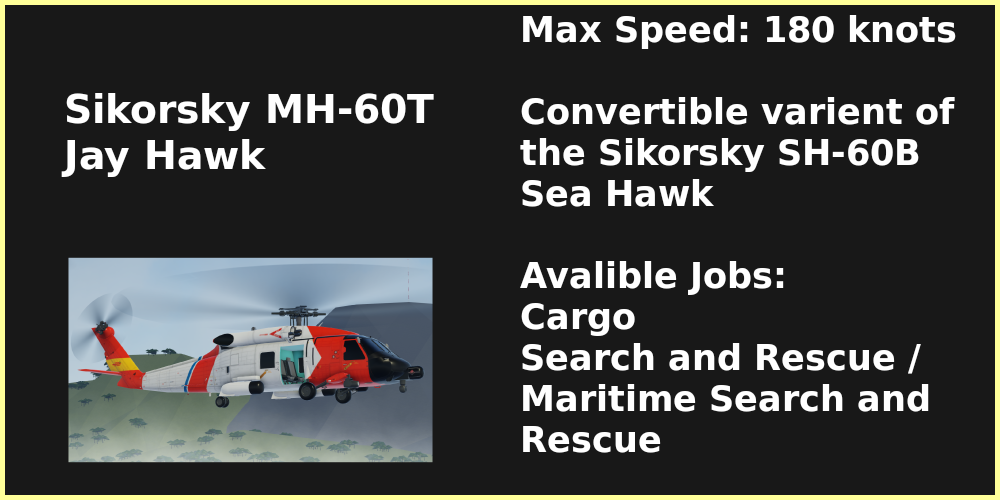 Sikorsky MH-60T
Jay Hawk
Max Speed: 180 knots
Convertible varient of
the Sikorsky SH-60B
Sea Hawk
Avalible Jobs:
Cargo
Search and Rescue /
Maritime Search and
Rescue